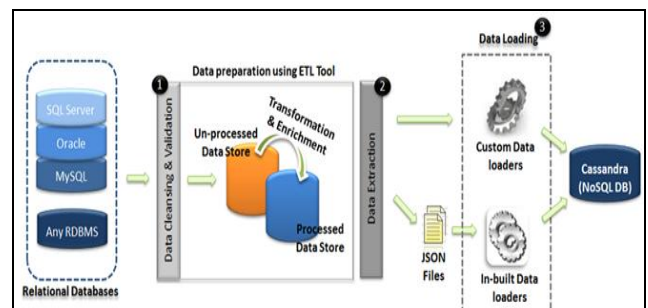 SQL Server
Oracle
MySQL
Any RDBMS
Relational Databases
1
Data Cleansing & Validation
Data preparation using ETL Tool
Un-processed
Data Store
Transformation
& Enrichment
Processed
Data Store
2
Data Extraction
JSON
Files
Data Loading
3
Custom Data
loaders
In-built Data
loaders
Cassandra
(NoSQL DB)